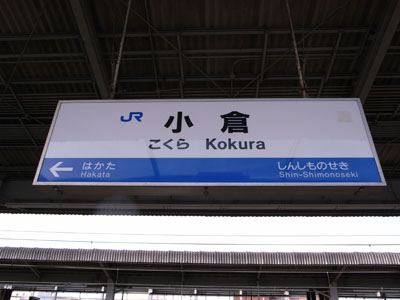 JR 小倉
こくら Kokura
← はかた しんしものせき
Hakata Shin-Shimonoseki